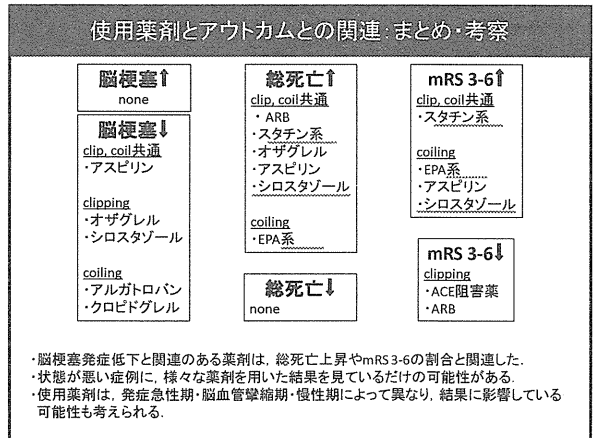 使用薬剤とアウトカムとの関連:まとめ・考察
脳梗塞⬆
none
脳梗塞⬇
clip, coil共通
・アスピリン
clipping
・オザグレル
・シロスタゾール
coiling
・アルガトロバン
・クロピドグレル
総死亡⬆
clip, coil共通
・ ARB
・スタチン系
・オザグレル
・アスピリン
・シロスタゾール
coiling
・EPA系
総死亡⬇
none
mRS 3-6⬆
clip, coil共通
・スタチン系
coiling
・EPA系
・アスピリン
・シロスタゾール
mRS 3-6⬇
clipping
・ACE阻害薬
・ARB
・脳梗塞発症低下と関連のある薬剤は，総死亡上昇やmRS 3-6の割合と関連した.
・状態が悪い症例に，様々な薬剤を用いた結果を見ているだけの可能性がある.
・使用薬剤は，発症急性期・脳血管攣縮期・慢性期によって異なり，結果に影響している
可能性も考えられる.